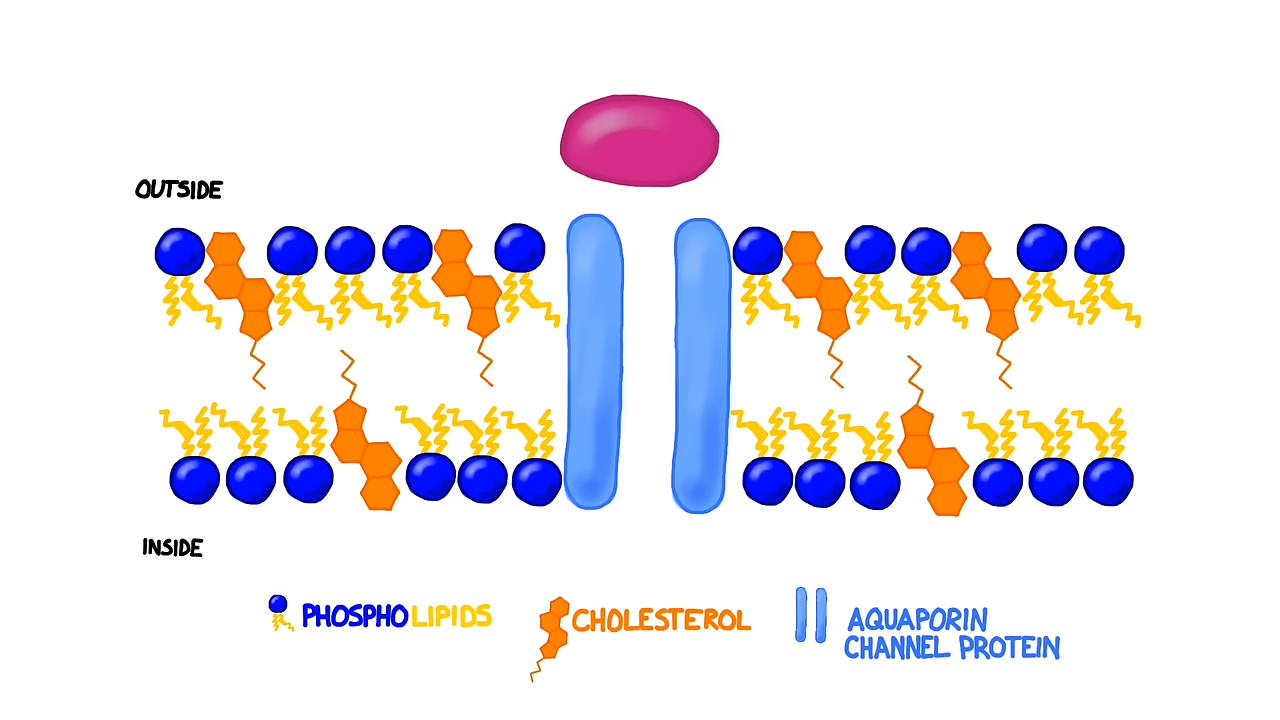 OUTSIDE
INSIDE
PHOSPHOLIPIDS
CHOLESTEROL
AQUAPORIN
CHANNEL PROTEIN